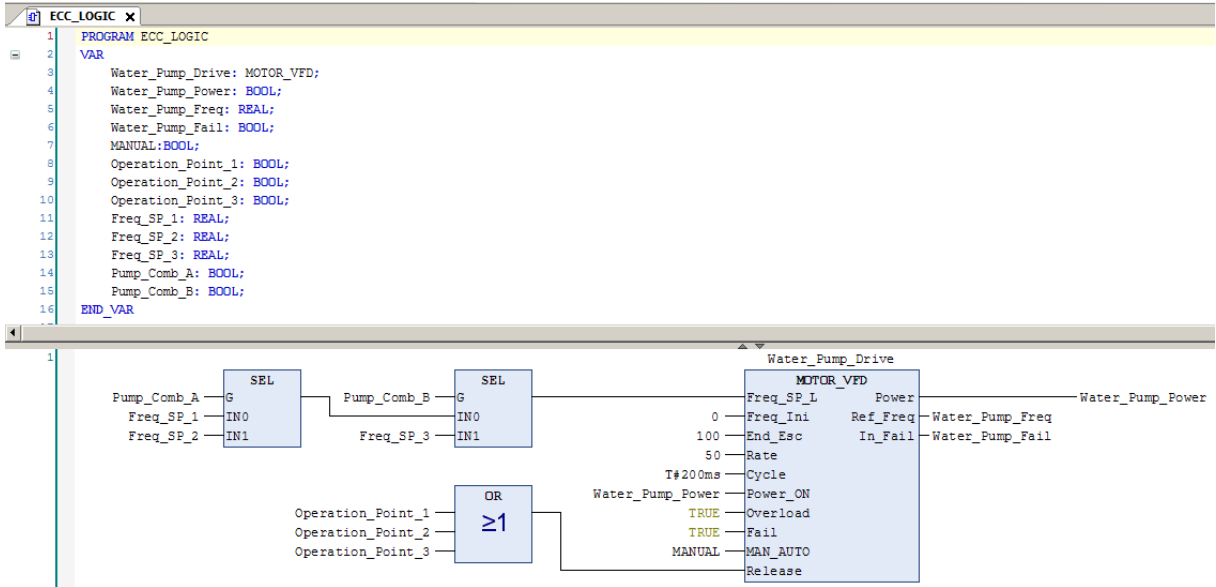 ECC_LOGIC
1 PROGRAM ECC_LOGIC
2 VAR
3 Water_Pump_Drive: MOTOR_VFD;
4 Water_Pump_Power: BOOL;
5 Water_Pump_Freq: REAL;
6 Water_Pump_Fail: BOOL;
7 MANUAL:BOOL;
8 Operation_Point_1: BOOL;
9 Operation_Point_2: BOOL;
10 Operation_Point_3: BOOL;
11 Freq_SP_1: REAL;
12 Freq_SP_2: REAL;
13 Freq_SP_3: REAL;
14 Pump_Comb_A: BOOL;
15 Pump_Comb_B: BOOL;
16 END_VAR
1 Water_Pump_Drive
SEL SEL MOTOR_VFD
Pump_Comb_A G Pump_Comb_B G Freq_SP_L Power Water_Pump_Power
Freq_SP_1 IN0 IN0 0 Freq_Ini Ref_Freq Water_Pump_Freq
Freq_SP_2 IN1 Freq_SP_3 IN1 100 End_Esc In_Fail Water_Pump_Fail
50 Rate
T#200ms Cycle
OR Water_Pump_Power Power_ON
Operation_Point_1 ≥1 TRUE Overload
Operation_Point_2 TRUE Fail
Operation_Point_3 MANUAL MAN_AUTO
Release